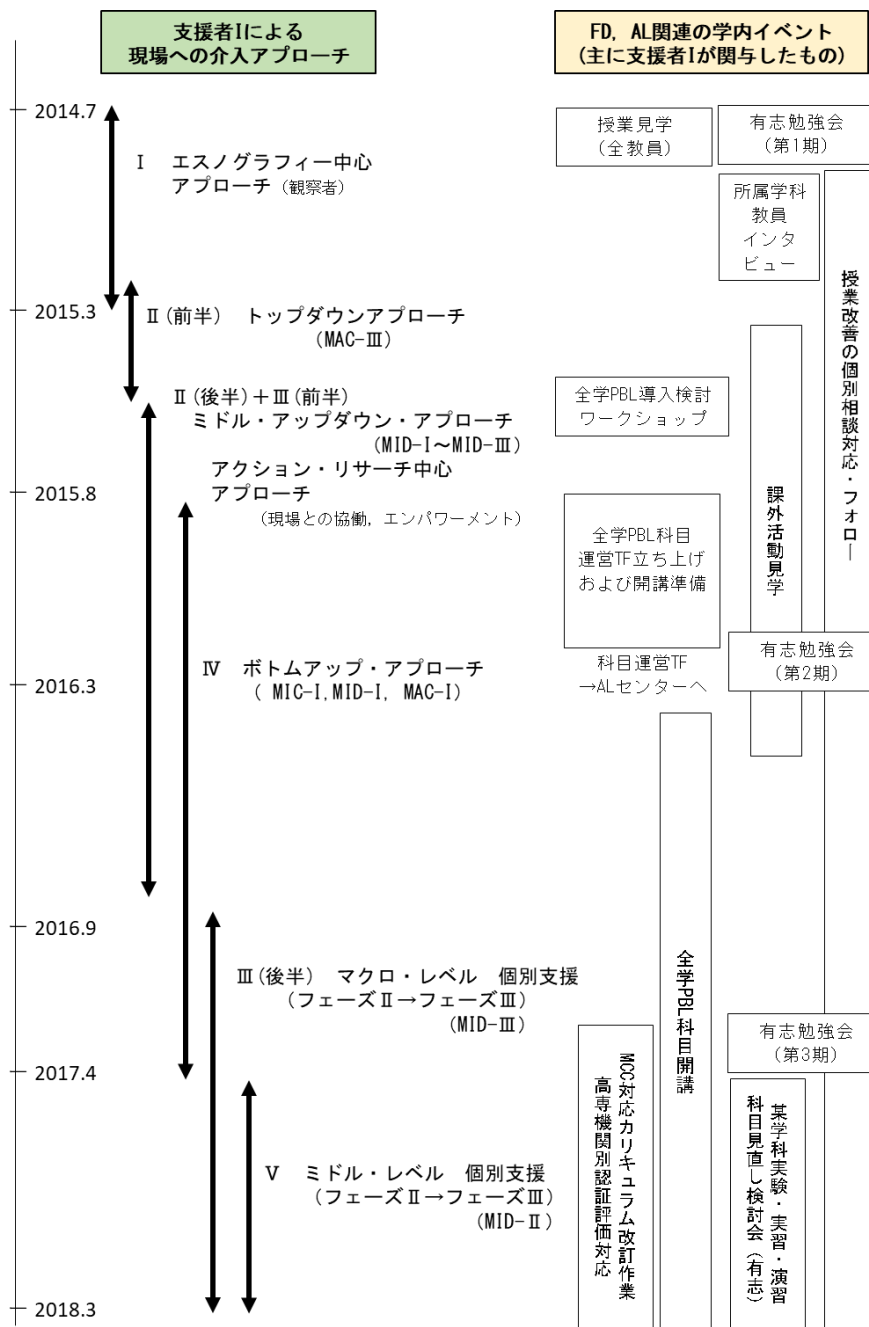 支援者Iによる
現場への介入アプローチ
FD, AL関連の学内イベント
(主に支援者Iが関与したもの)
2014.7
2015.3
2015.8
2016.3
2016.9
2017.4
2018.3
Ⅰ エスノグラフィー中心
アプローチ（観察者）
Ⅱ(前半) トップダウンアプローチ
(MAC-Ⅲ)
Ⅱ(後半)＋Ⅲ(前半)
ミドル・アップダウン・アプローチ
(MID-Ⅰ～MID-Ⅲ)
アクション・リサーチ中心
アプローチ
(現場との協働, エンパワーメント)
Ⅳ ボトムアップ・アプローチ
( MIC-Ⅰ,MID-Ⅰ, MAC-Ⅰ)
Ⅲ(後半) マクロ・レベル 個別支援
(フェーズⅡ→フェーズⅢ)
(MID-Ⅲ)
Ⅴ ミドル・レベル 個別支援
(フェーズⅡ→フェーズⅢ)
(MID-Ⅱ)
授業見学
(全教員)
有志勉強会
(第1期)
所属学科
教員
インタ
ビュー
授業改善の個別相談対応・フォロー
全学PBL導入検討
ワークショップ
課外活動見学
全学PBL科目
運営TF立ち上げ
および開講準備
科目運営TF
→ALセンターへ
有志勉強会
(第2期)
全学PBL科目開講
有志勉強会
(第3期)
MCC対応カリキュラム改訂作業
高専機関別認証評価対応
某学科実験・実習・演習
科目見直し検討会（有志）